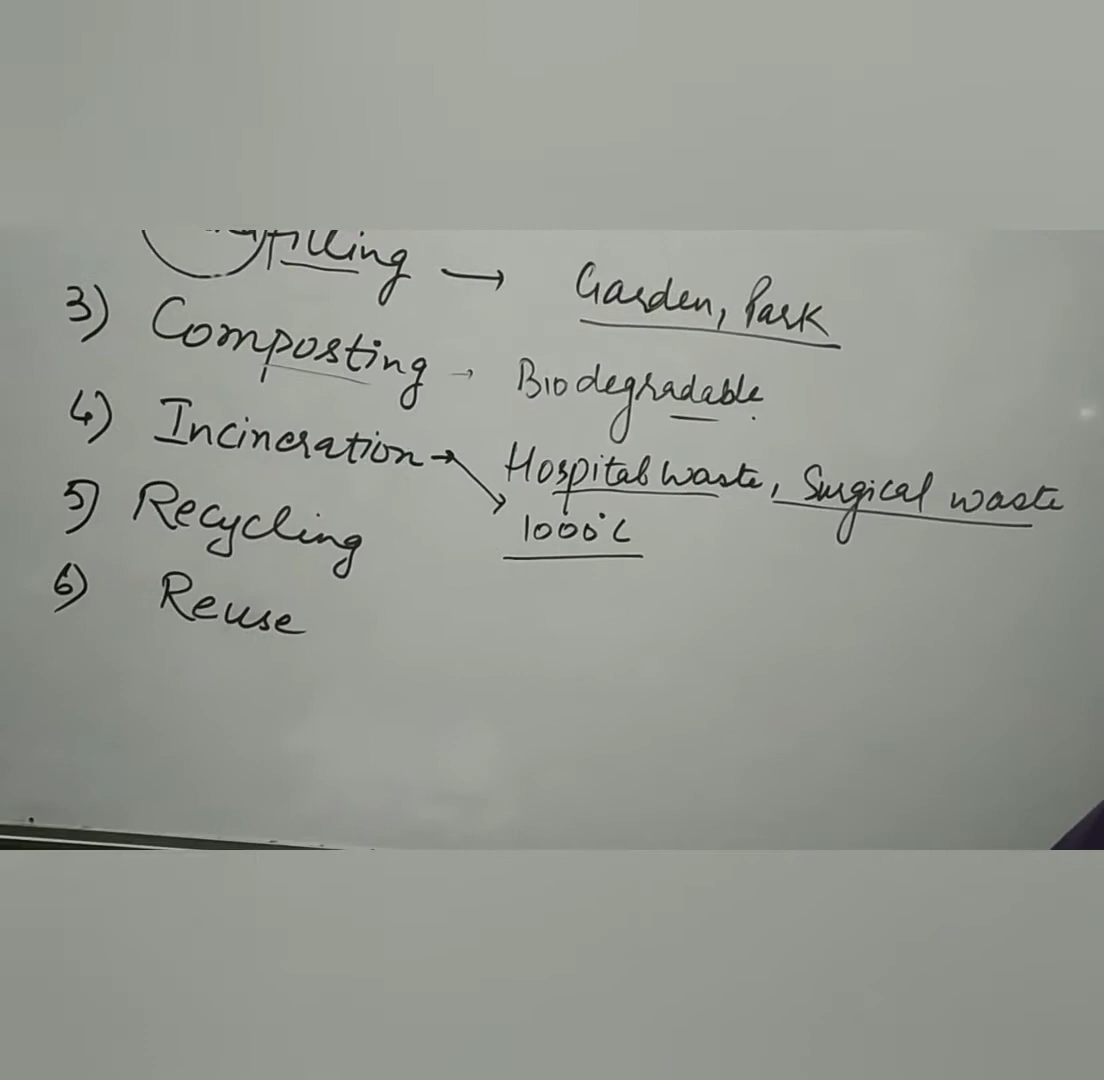 filling → Garden, Park
3) Composting → Biodegradable
4) Incineration → Hospital waste, Surgical waste
1000°C
5) Recycling
6) Reuse